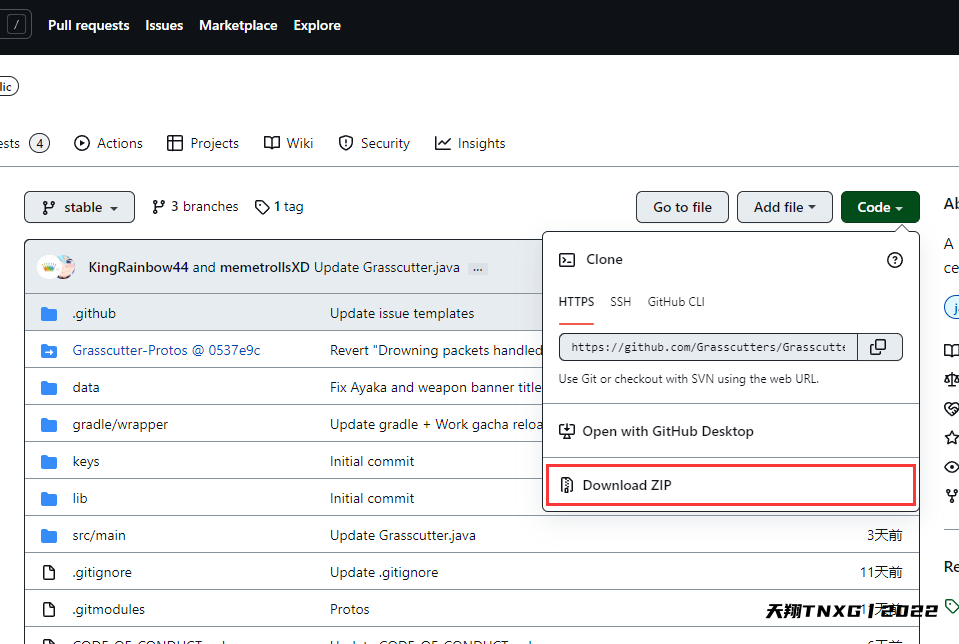 / Pull requests Issues Marketplace Explore
lic
ests 4 Actions Projects Wiki Security Insights
stable 3 branches 1 tag Go to file Add file Code
Ab
KingRainbow44 and memetrollsXD Update Grasscutter.java ...
Clone
A
ce
HTTPS SSH GitHub CLI
https://github.com/Grasscutters/Grasscutte
Use Git or checkout with SVN using the web URL.
Open with GitHub Desktop
Download ZIP
.github Update issue templates
Grasscutter-Protos @ 0537e9c Revert "Drowning packets handled
data Fix Ayaka and weapon banner title
gradle/wrapper Update gradle + Work gacha reloa
keys Initial commit
lib Initial commit
src/main Update Grasscutter.java 3天前
.gitignore Update .gitignore 11天前
Re
.gitmodules Protos
天翔TNXG | 2022
CODE_OF_CONDUCT Update CODE_OF_CONDUCT